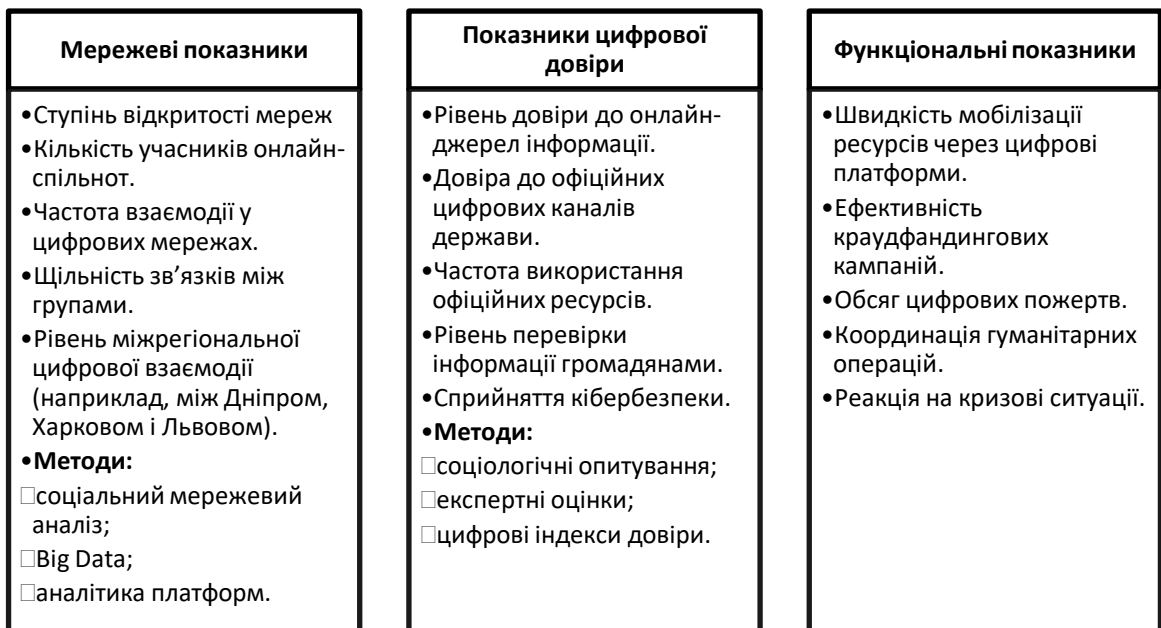 Мережеві показники
•Ступінь відкритості мереж
•Кількість учасників онлайн-
спільнот.
•Частота взаємодії у
цифрових мережах.
•Щільність зв’язків між
групами.
•Рівень міжрегіональної
цифрової взаємодії
(наприклад, між Дніпром,
Харковом і Львовом).
•Методи:
□соціальний мережевий
аналіз;
□Big Data;
□аналітика платформ.
Показники цифрової
довіри
•Рівень довіри до онлайн-
джерел інформації.
•Довіра до офіційних
цифрових каналів
держави.
•Частота використання
офіційних ресурсів.
•Рівень перевірки
інформації громадянами.
•Сприйняття кібербезпеки.
•Методи:
□соціологічні опитування;
□експертні оцінки;
□цифрові індекси довіри.
Функціональні показники
•Швидкість мобілізації
ресурсів через цифрові
платформи.
•Ефективність
краудфандингових
кампаній.
•Обсяг цифрових пожертв.
•Координація гуманітарних
операцій.
•Реакція на кризові ситуації.